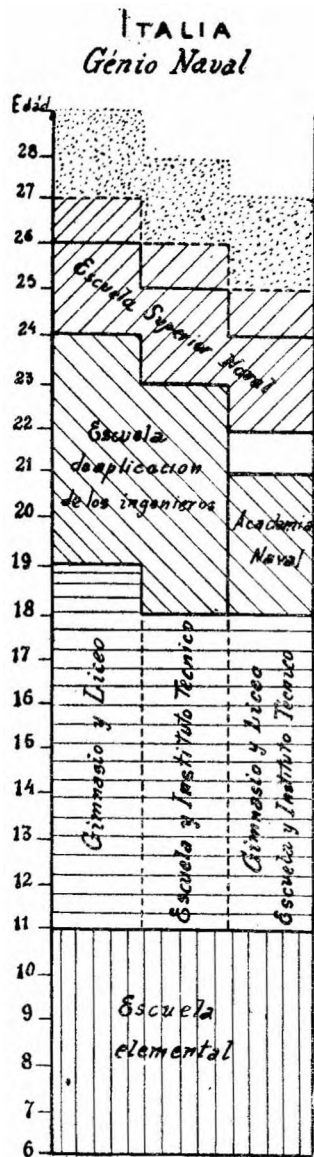 ITALIA
Génio Naval
Edád
28
27
26
25
24
23
22
21
20
19
18
17
16
15
14
13
12
11
10
9
8
7
6
Escuela Superior Naval
Escuela
de aplicacion
de los ingenieros
Academia
Naval
Gimnasio y Liceo
Escuela y Instituto Técnico
Gimnasio y Liceo
Escuela y Instituto Técnico
Escuela
elemental